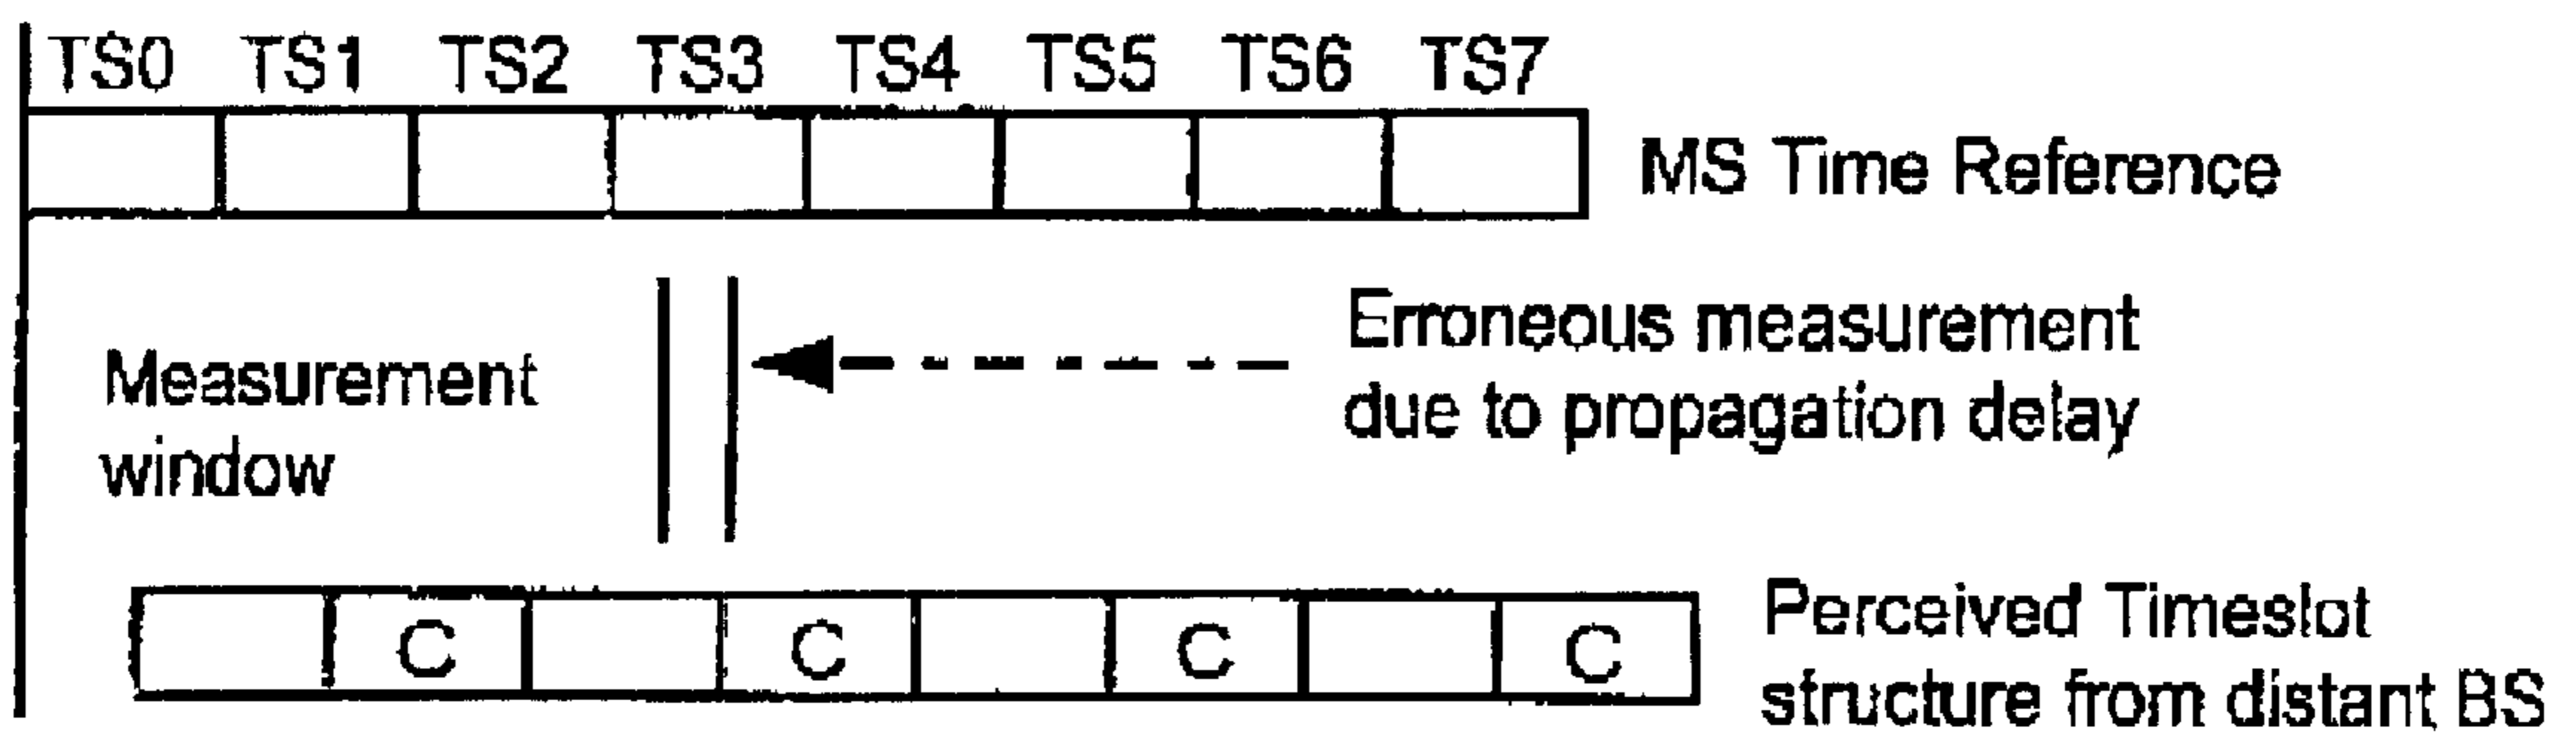 TS0 TS1 TS2 TS3 TS4 TS5 TS6 TS7
MS Time Reference
Measurement
window
Erroneous measurement
due to propagation delay
C C C C
Perceived Timeslot
structure from distant BS